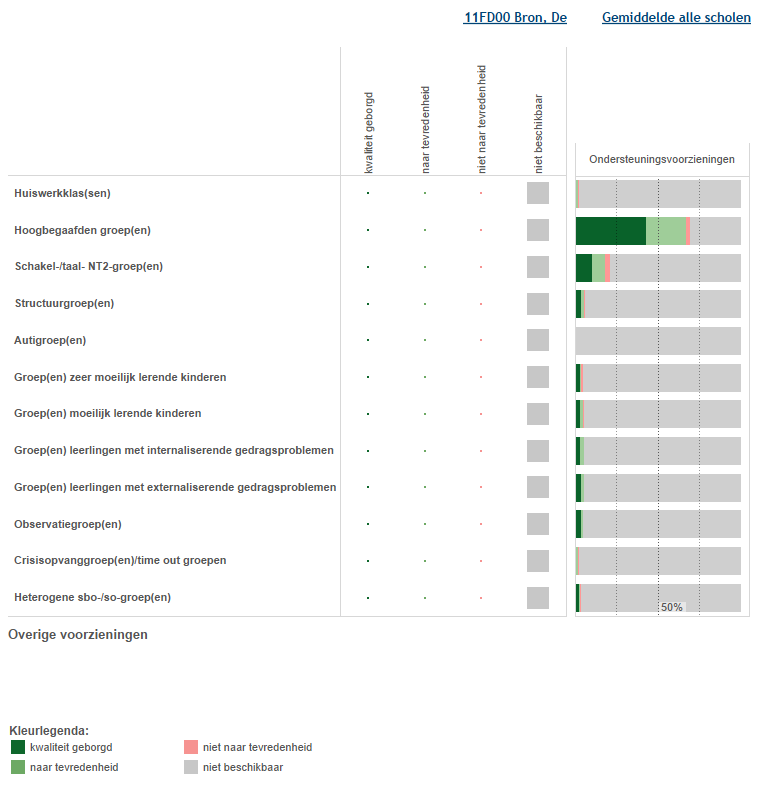 11FD00 Bron, De
Gemiddelde alle scholen
kwaliteit geborgd
naar tevredenheid
niet naar tevredenheid
niet beschikbaar
Ondersteuningsvoorzieningen
Huiswerkklas(sen)
Hoogbegaafden groep(en)
Schakel-/taal- NT2-groep(en)
Structuurgroep(en)
Autigroep(en)
Groep(en) zeer moeilijk lerende kinderen
Groep(en) moeilijk lerende kinderen
Groep(en) leerlingen met internaliserende gedragsproblemen
Groep(en) leerlingen met externaliserende gedragsproblemen
Observatiegroep(en)
Crisisopvanggroep(en)/time out groepen
Heterogene sbo-/so-groep(en)
50%
Overige voorzieningen
Kleurlegenda:
kwaliteit geborgd
niet naar tevredenheid
naar tevredenheid
niet beschikbaar